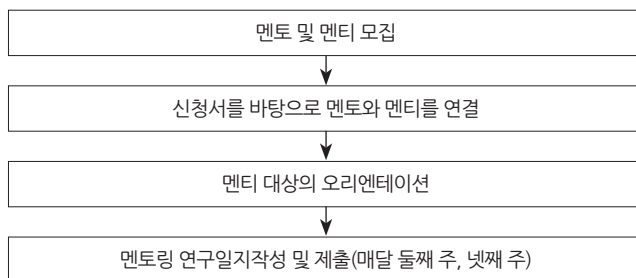 멘토 및 멘티 모집
신청서를 바탕으로 멘토와 멘티를 연결
멘티 대상의 오리엔테이션
멘토링 연구일지작성 및 제출(매달 둘째 주, 넷째 주)